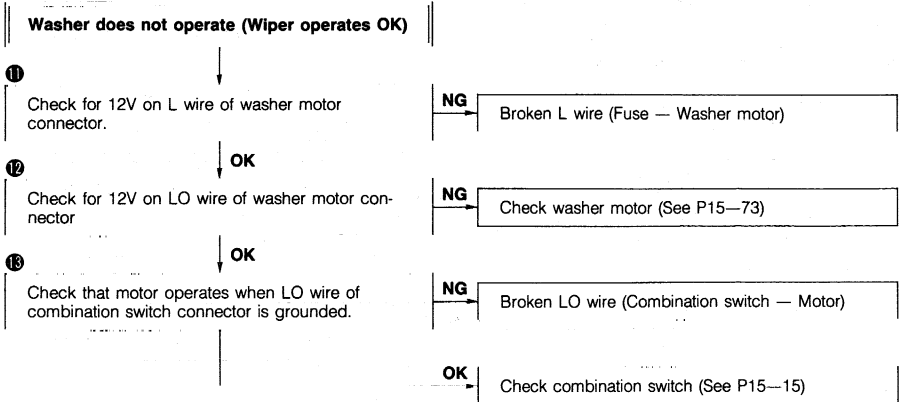 Washer does not operate (Wiper operates OK)
⓫
Check for 12V on L wire of washer motor
connector.
NG
Broken L wire (Fuse — Washer motor)
OK
⓬
Check for 12V on LO wire of washer motor con-
nector
NG
Check washer motor (See P15—73)
OK
⓭
Check that motor operates when LO wire of
combination switch connector is grounded.
NG
Broken LO wire (Combination switch — Motor)
OK
Check combination switch (See P15—15)